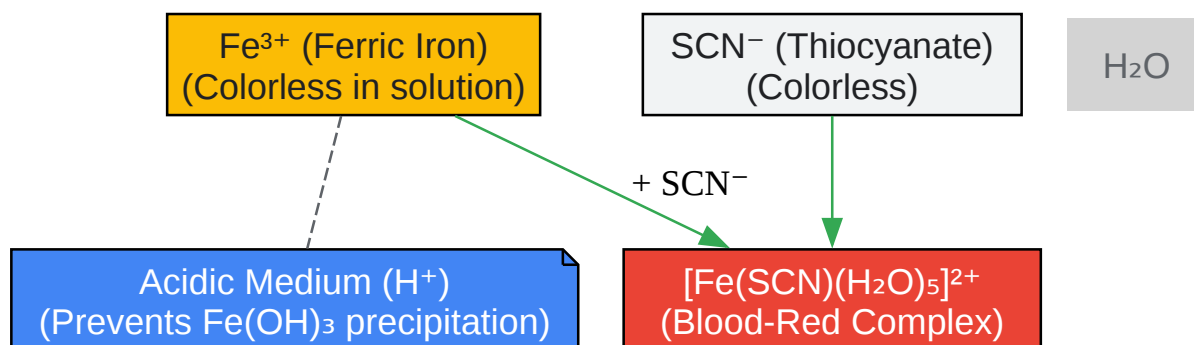 Fe³⁺ (Ferric Iron)
(Colorless in solution)
SCN⁻ (Thiocyanate)
(Colorless)
H₂O
+ SCN⁻
Acidic Medium (H⁺)
(Prevents Fe(OH)₃ precipitation)
[Fe(SCN)(H₂O)₅]²⁺
(Blood-Red Complex)